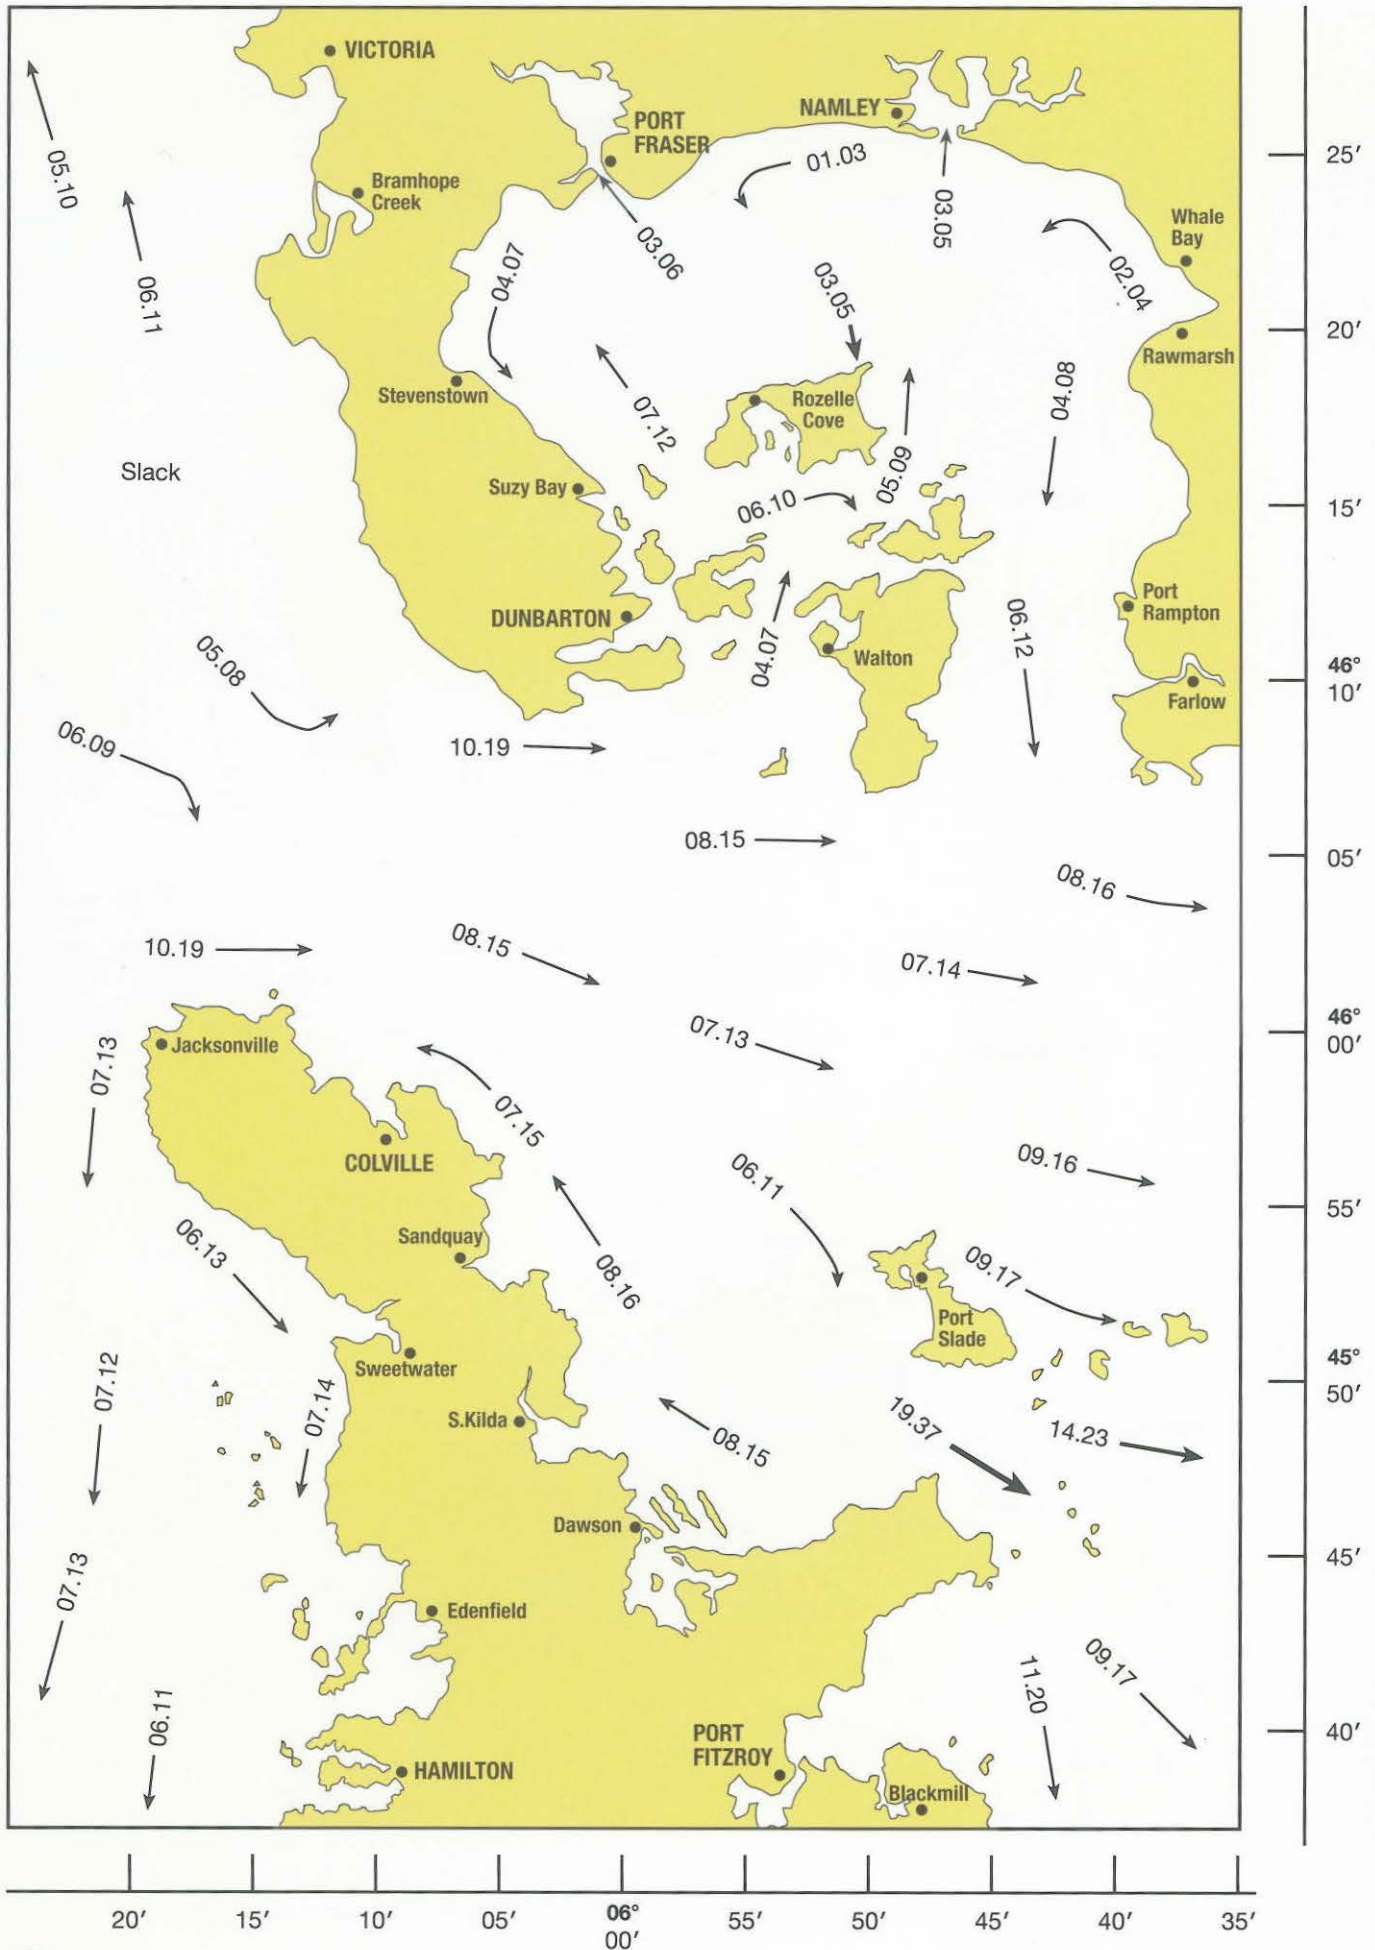 VICTORIA
NAMLEY
PORT
FRASER
01.03
25′
05.10
Bramhope
Creek
03.05
Whale
Bay
03.06
04.07
06.11
03.05
02.04
20′
Rawmarsh
Stevenstown
Rozelle
Cove
04.08
07.12
Slack
Suzy Bay
05.09
06.10
15′
DUNBARTON
Port
Rampton
06.12
05.08
04.07
Walton
46°
10′
Farlow
06.09
10.19
08.15
05′
08.16
10.19
08.15
07.14
07.13
46°
00′
Jacksonville
07.13
07.15
COLVILLE
09.16
06.11
55′
06.13
Sandquay
08.16
09.17
Port
Slade
07.12
Sweetwater
45°
50′
07.14
S.Kilda
19.37
14.23
08.15
Dawson
45′
07.13
Edenfield
09.17
11.20
06.11
PORT
FITZROY
40′
HAMILTON
Blackmill
20′ 15′ 10′ 05′ 06° 55′ 50′ 45′ 40′ 35′
00′